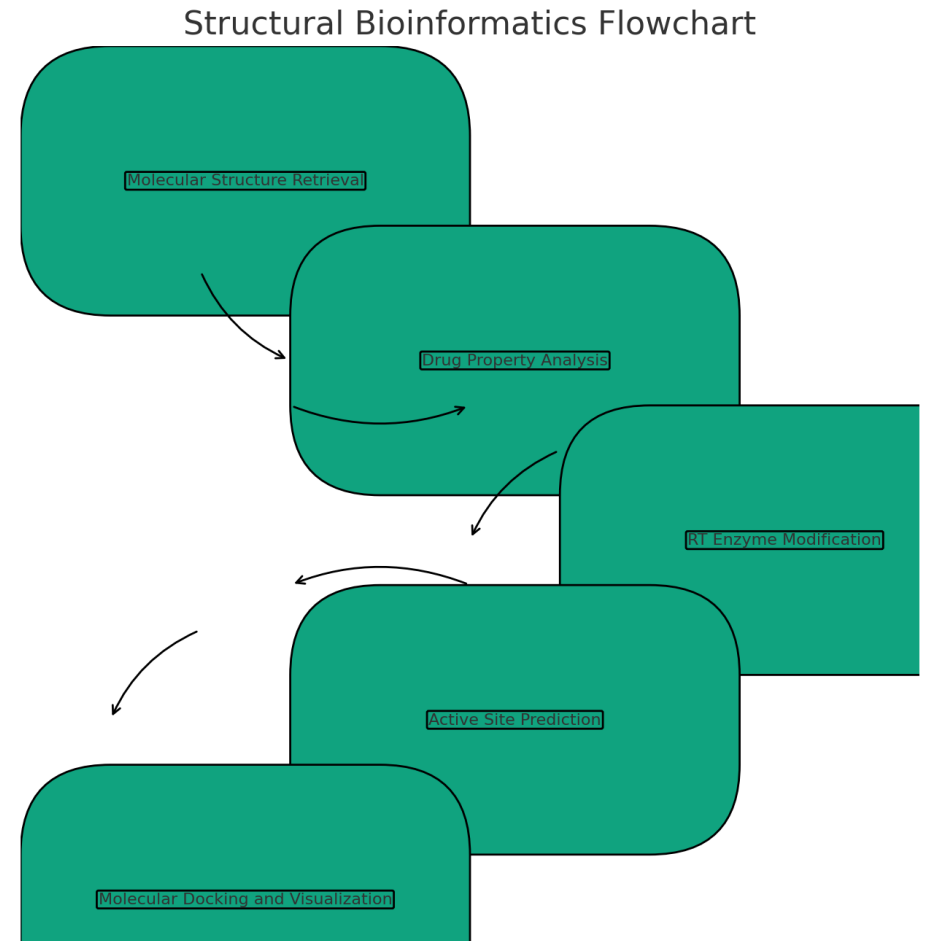 Structural Bioinformatics Flowchart
Molecular Structure Retrieval
Drug Property Analysis
RT Enzyme Modification
Active Site Prediction
Molecular Docking and Visualization